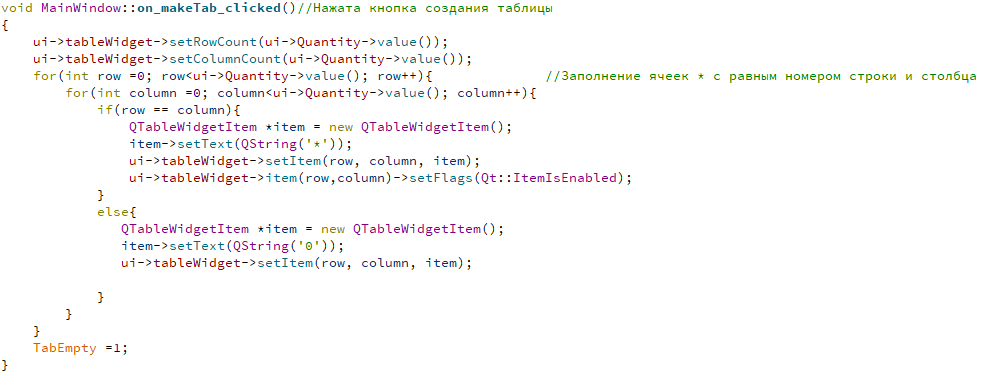 void MainWindow::on_makeTab_clicked()//Нажата кнопка создания таблицы
{
    ui->tableWidget->setRowCount(ui->Quantity->value());
    ui->tableWidget->setColumnCount(ui->Quantity->value());
    for(int row =0; row<ui->Quantity->value(); row++){              //Заполнение ячеек * с равным номером строки и столбца
        for(int column =0; column<ui->Quantity->value(); column++){
            if(row == column){
                QTableWidgetItem *item = new QTableWidgetItem();
                item->setText(QString('*'));
                ui->tableWidget->setItem(row, column, item);
                ui->tableWidget->item(row,column)->setFlags(Qt::ItemIsEnabled);
            }
            else{
               QTableWidgetItem *item = new QTableWidgetItem();
               item->setText(QString('0'));
               ui->tableWidget->setItem(row, column, item);

            }
        }
    }
    TabEmpty =1;
}